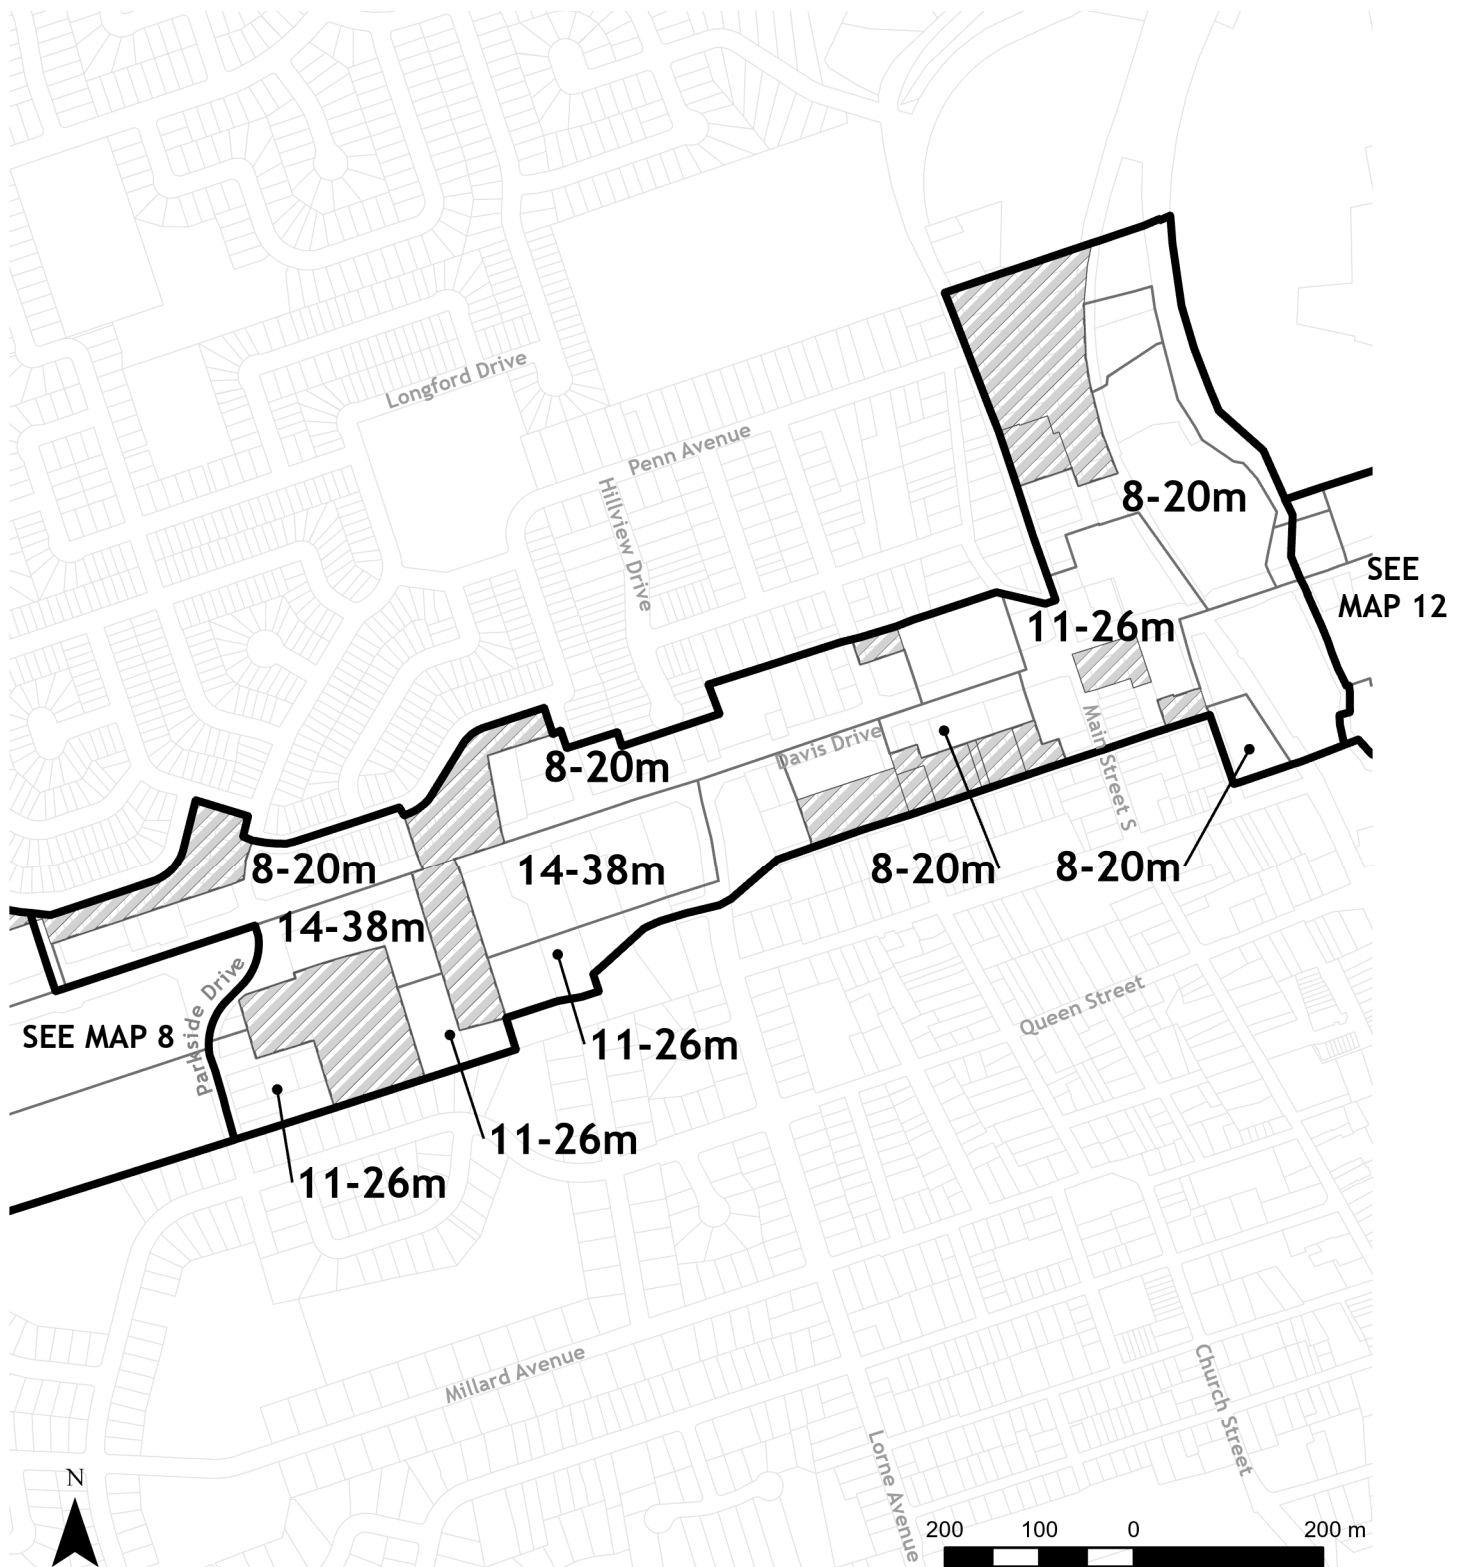 Longford Drive
Penn Avenue
Hillview Drive
8-20m
SEE
MAP 12
11-26m
Main Street S
Davis Drive
8-20m
8-20m
14-38m
8-20m
8-20m
14-38m
Parkside Drive
SEE MAP 8
Queen Street
11-26m
11-26m
11-26m
Millard Avenue
Church Street
Lorne Avenue
N
200 100 0 200 m